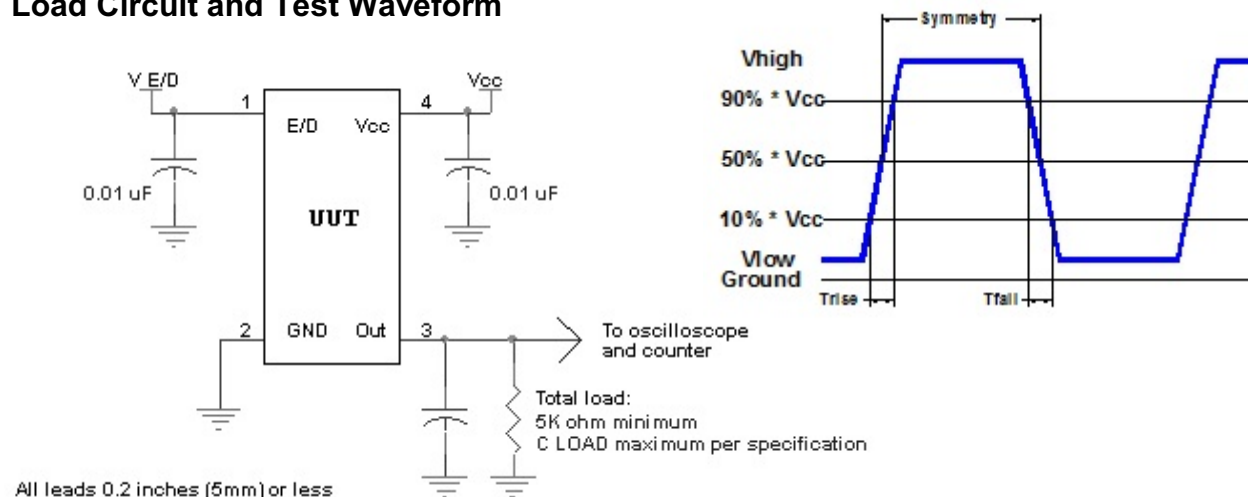 Load Circuit and Test Waveform
V E/D
Vcc
1
4
E/D
Vcc
0.01 uF
0.01 uF
UUT
2
GND
Out
3
To oscilloscope
and counter
Total load:
5K ohm minimum
C LOAD maximum per specification
All leads 0.2 inches (5mm) or less
Symmetry
Vhigh
90% * Vcc
50% * Vcc
10% * Vcc
Vlow
Ground
Trise
Tfall